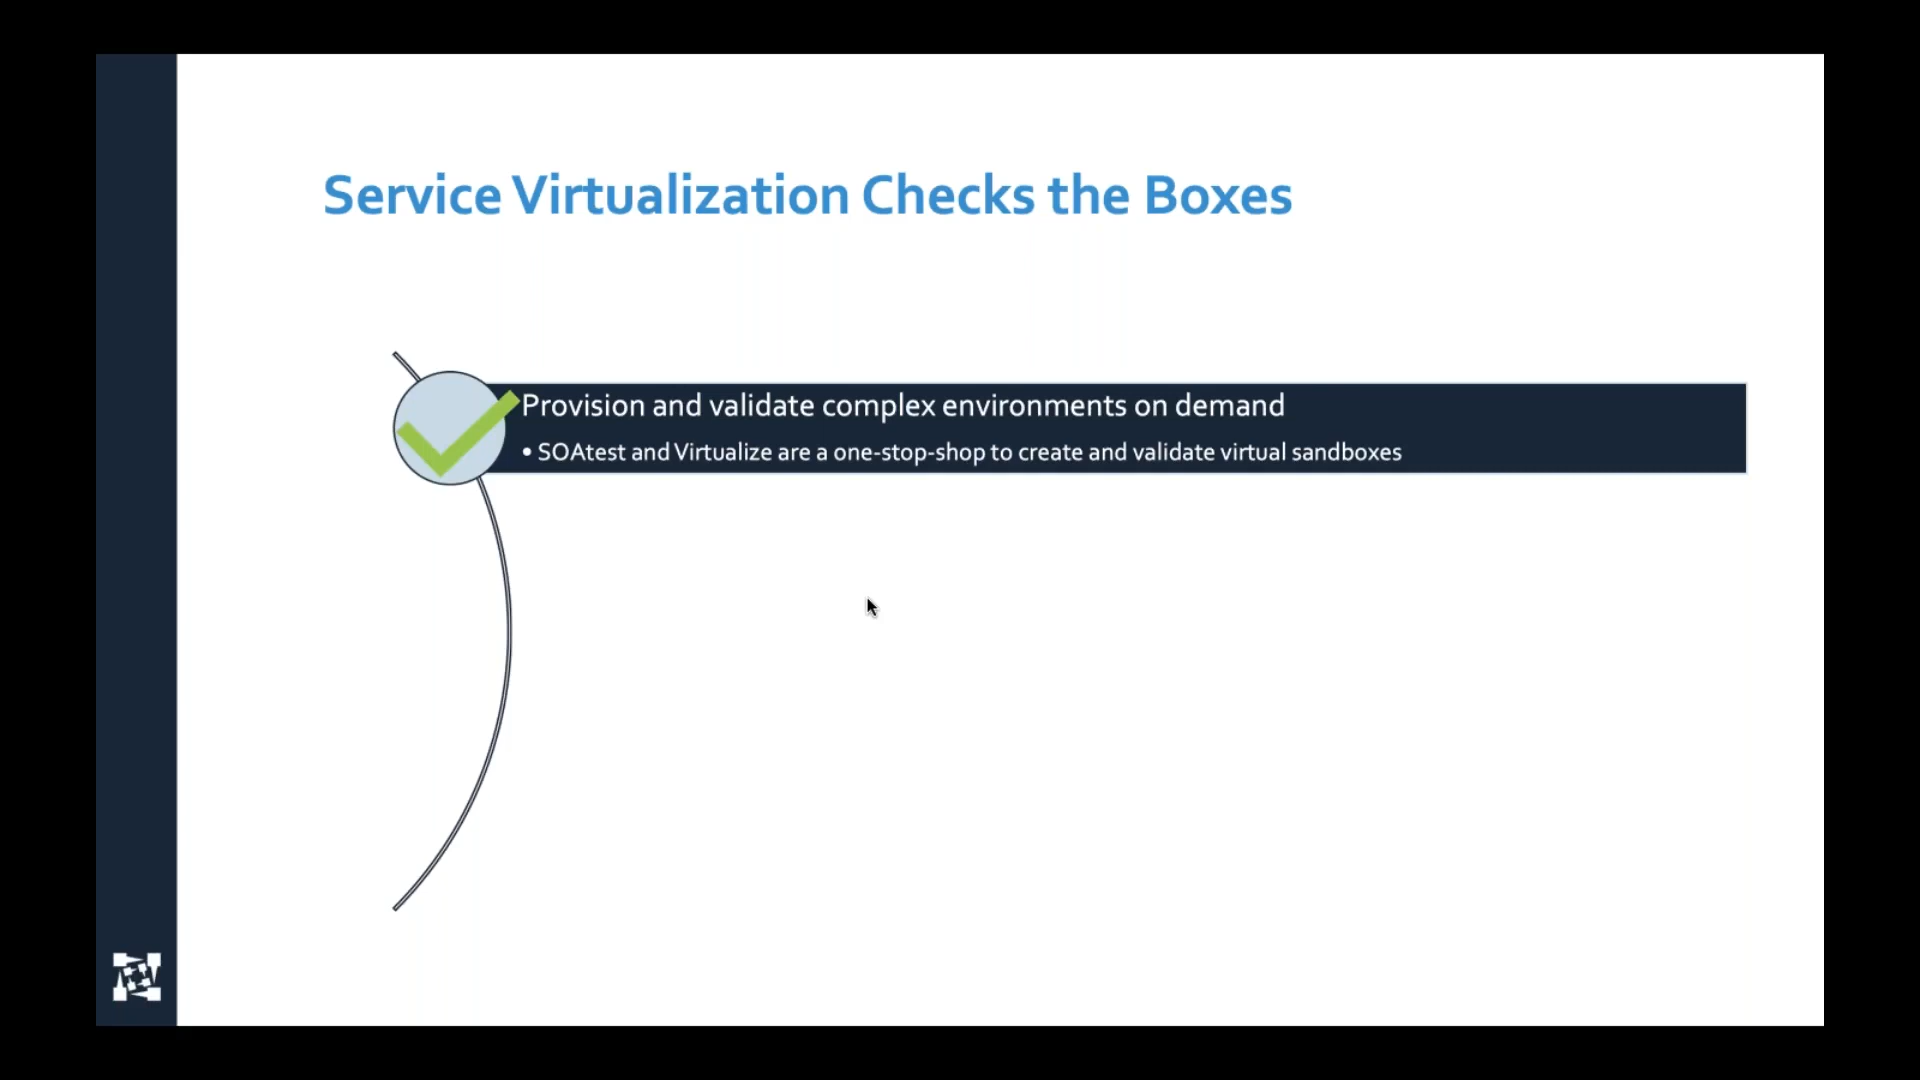 Service Virtualization Checks the Boxes
Provision and validate complex environments on demand
• SOAtest and Virtualize are a one-stop-shop to create and validate virtual sandboxes